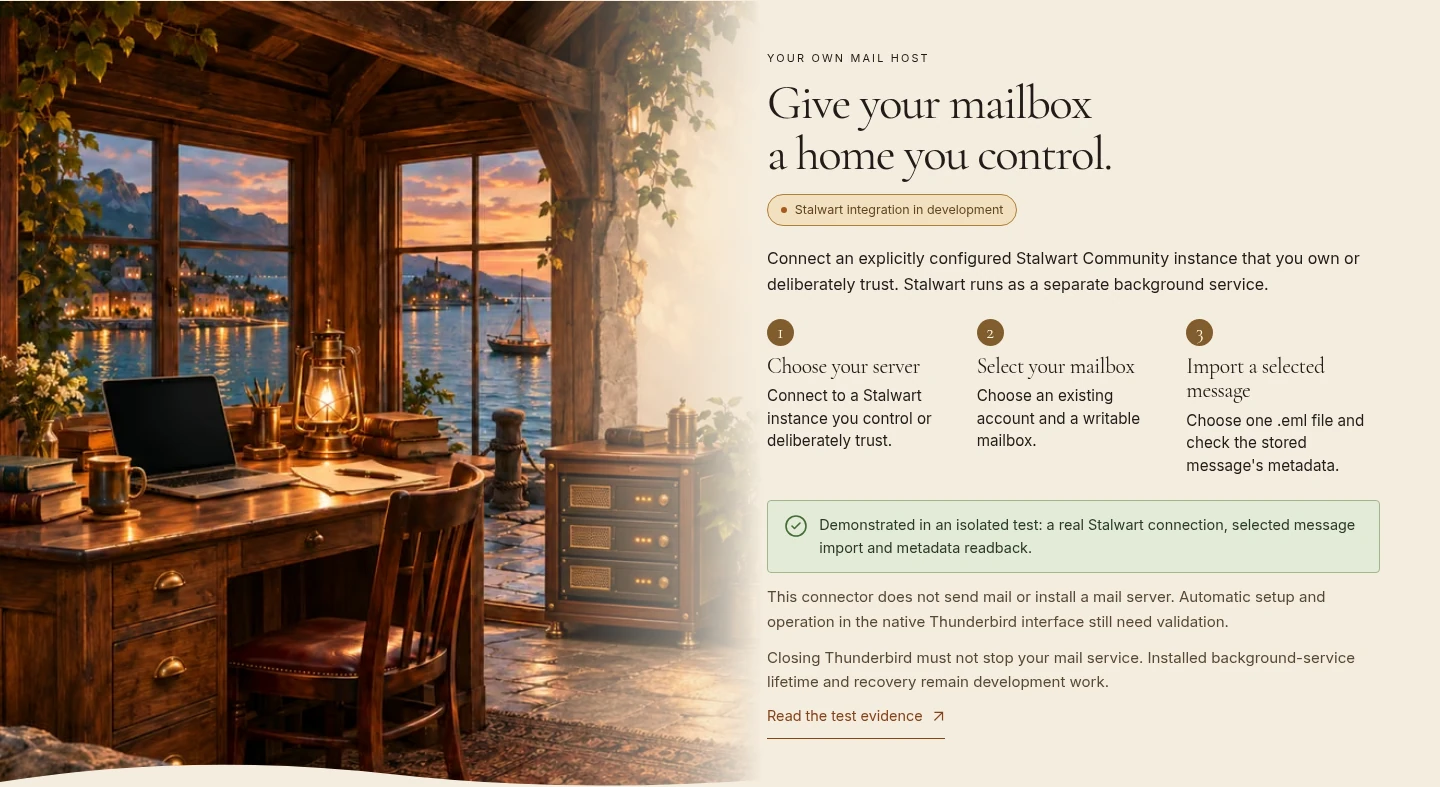 YOUR OWN MAIL HOST
Give your mailbox
a home you control.
Stalwart integration in development
Connect an explicitly configured Stalwart Community instance that you own or
deliberately trust. Stalwart runs as a separate background service.
1
Choose your server
Connect to a Stalwart
instance you control or
deliberately trust.
2
Select your mailbox
Choose an existing
account and a writable
mailbox.
3
Import a selected
message
Choose one .eml file and
check the stored
message's metadata.
Demonstrated in an isolated test: a real Stalwart connection, selected message
import and metadata readback.
This connector does not send mail or install a mail server. Automatic setup and
operation in the native Thunderbird interface still need validation.
Closing Thunderbird must not stop your mail service. Installed background-service
lifetime and recovery remain development work.
Read the test evidence